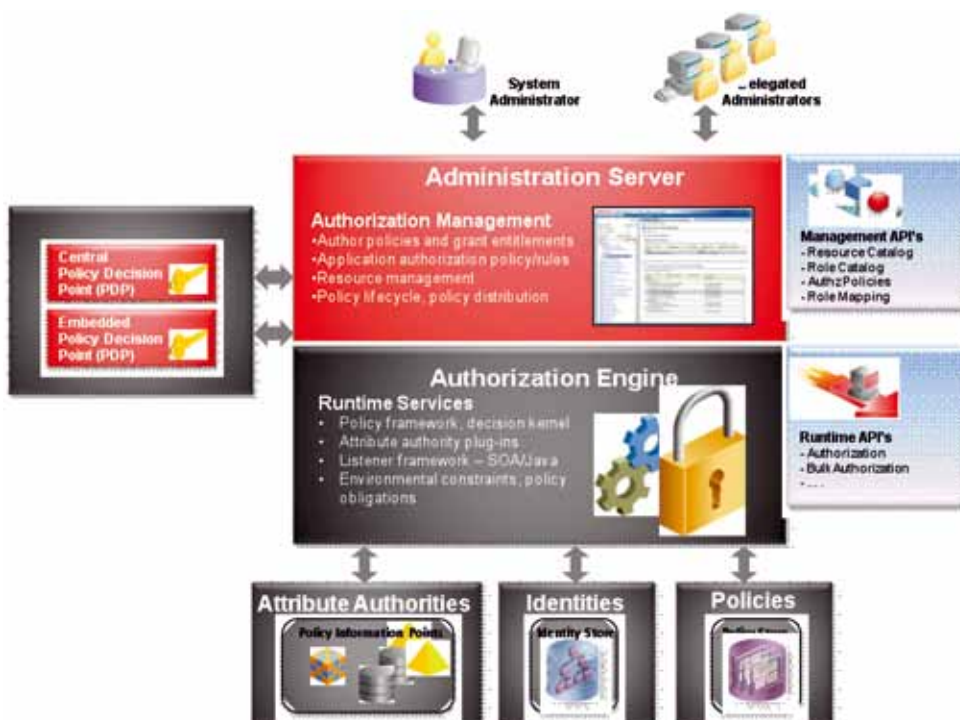 System
Administrator
elegated
Administrators
Administration Server
Authorization Management
•Author policies and grant entitlements
•Application authorization policy/rules
•Resource management
•Policy lifecycle, policy distribution
Management API's
- Resource Catalog
- Role Catalog
- Authz Policies
- Role Mapping
Central
Policy Decision
Point (PDP)
Embedded
Policy Decision
Point (PDP)
Authorization Engine
Runtime Services
• Policy framework, decision kernel
• Attribute authority plug-ins
• Listener framework – SOA/Java
• Environmental constraints, policy
obligations
Runtime API's
- Authorization
- Bulk Authorization
- ....
Attribute Authorities
Policy Information Points
Identities
Identity Store
Policies